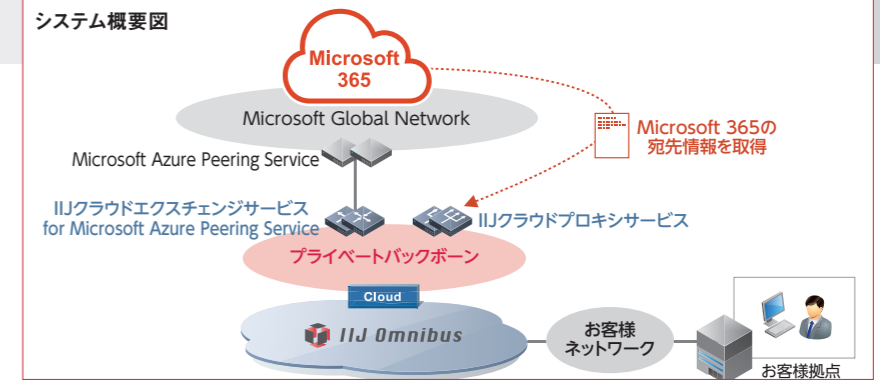 システム概要図
Microsoft
365
Microsoft Global Network
Microsoft 365の
宛先情報を取得
Microsoft Azure Peering Service
IIJクラウドエクスチェンジサービス
for Microsoft Azure Peering Service
IIJクラウドプロキシサービス
プライベートバックボーン
Cloud
IIJ Omnibus
お客様
ネットワーク
お客様拠点